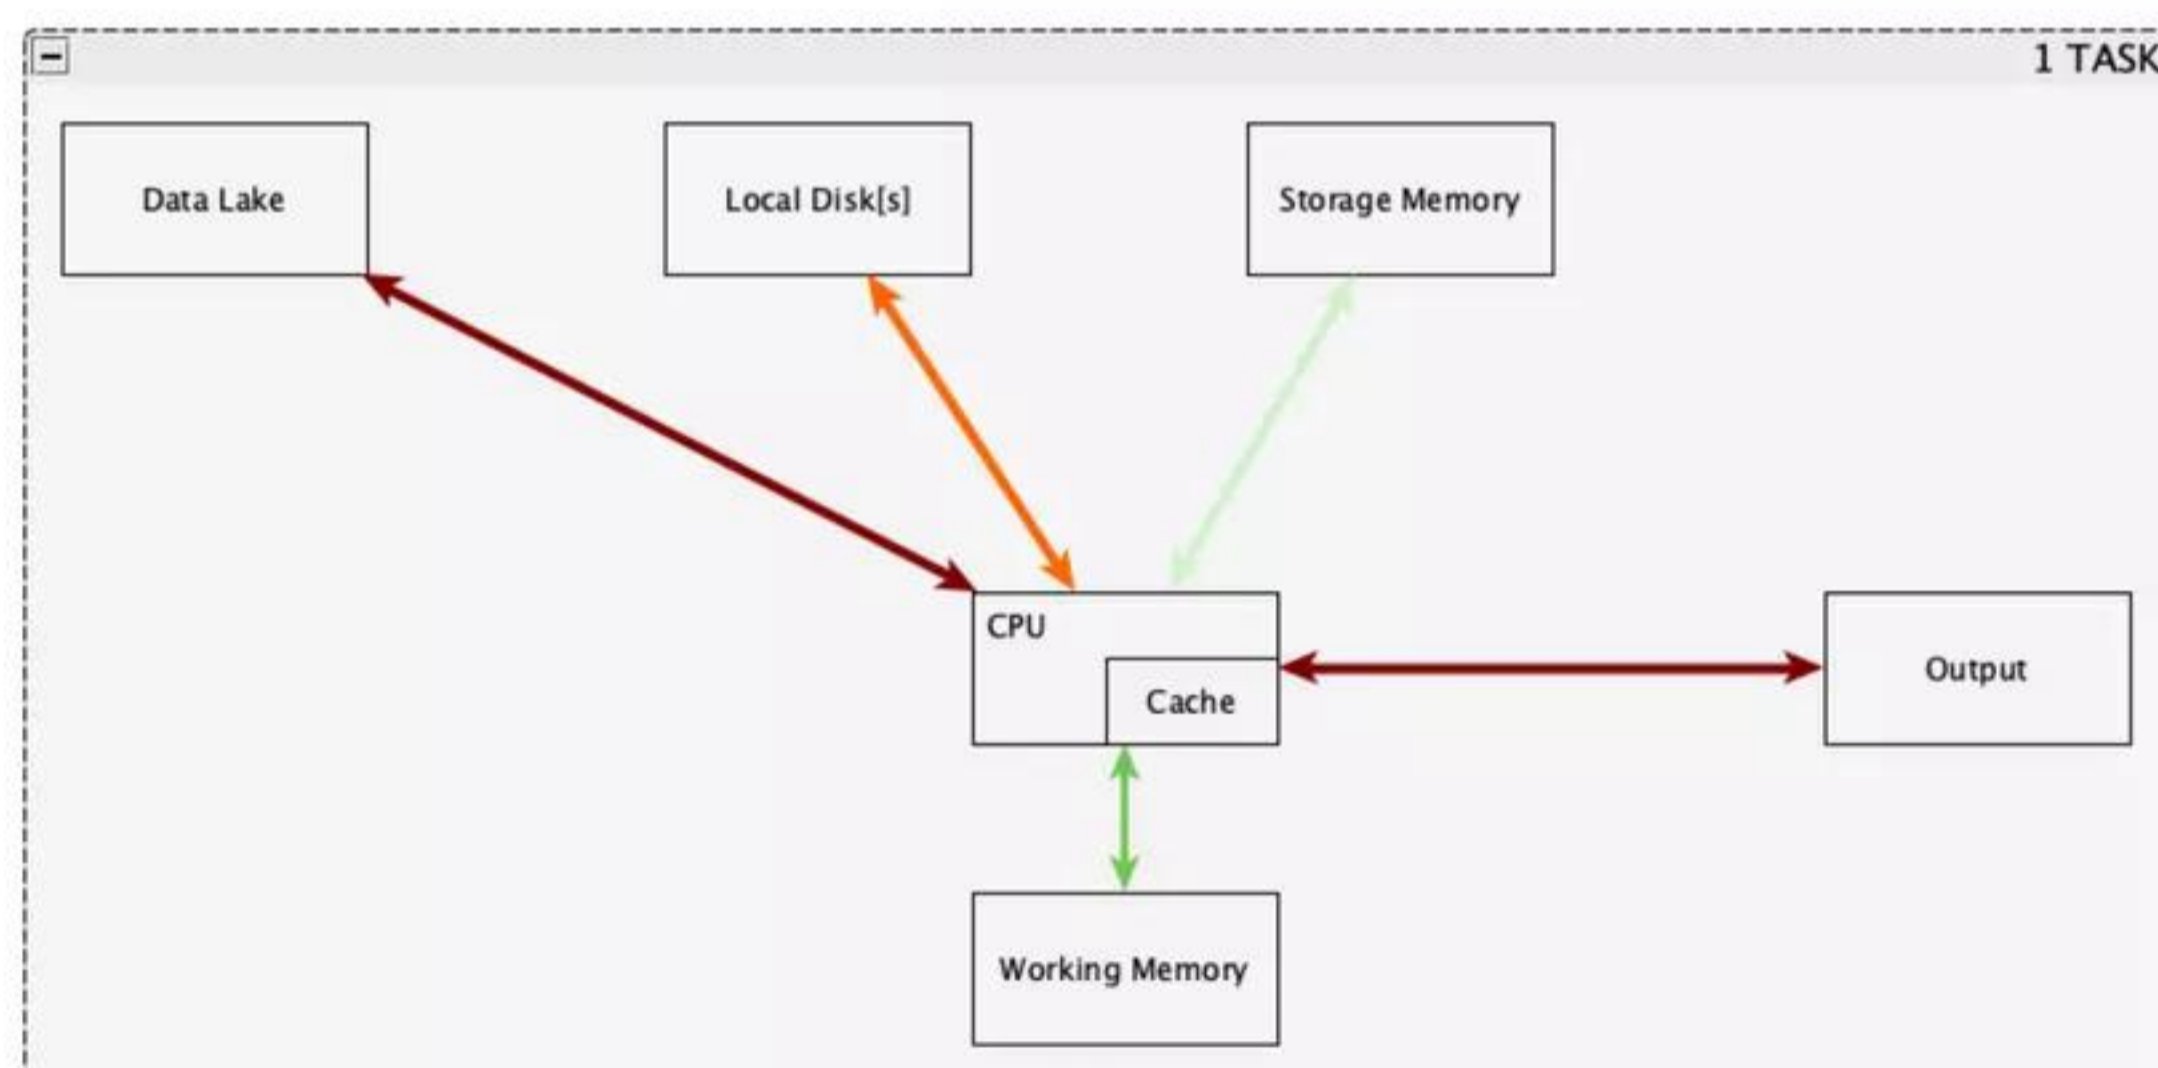 1 TASK
Data Lake
Local Disk[s]
Storage Memory
CPU
Cache
Output
Working Memory